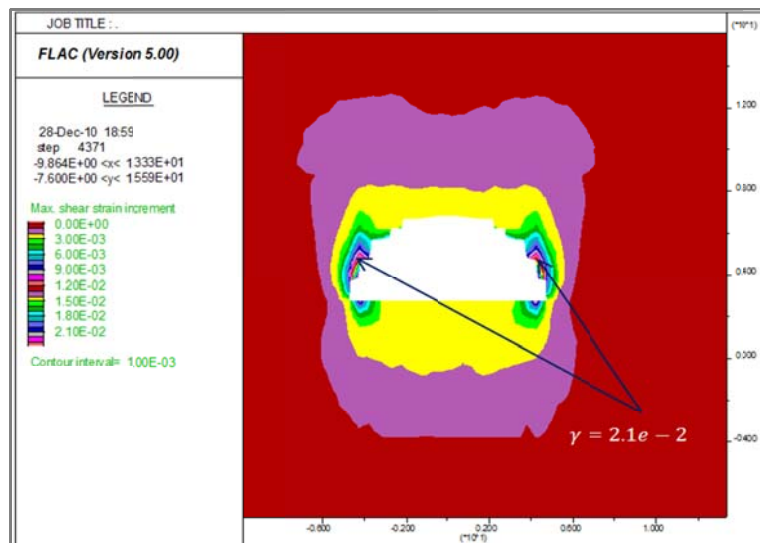 JOB TITLE : .
FLAC (Version 5.00)
LEGEND
28-Dec-10 18:59
step 4371
-9.864E+00 <x< 1.333E+01
-7.600E+00 <y< 1.559E+01
Max. shear strain increment
0.00E+00
3.00E-03
6.00E-03
9.00E-03
1.20E-02
1.50E-02
1.80E-02
2.10E-02
Contour interval= 1.00E-03
(*10^1)
1.200
0.800
0.400
0.000
-0.400
γ = 2.1e − 2
-0.600 -0.200 0.200 0.600 1.000
(*10^1)